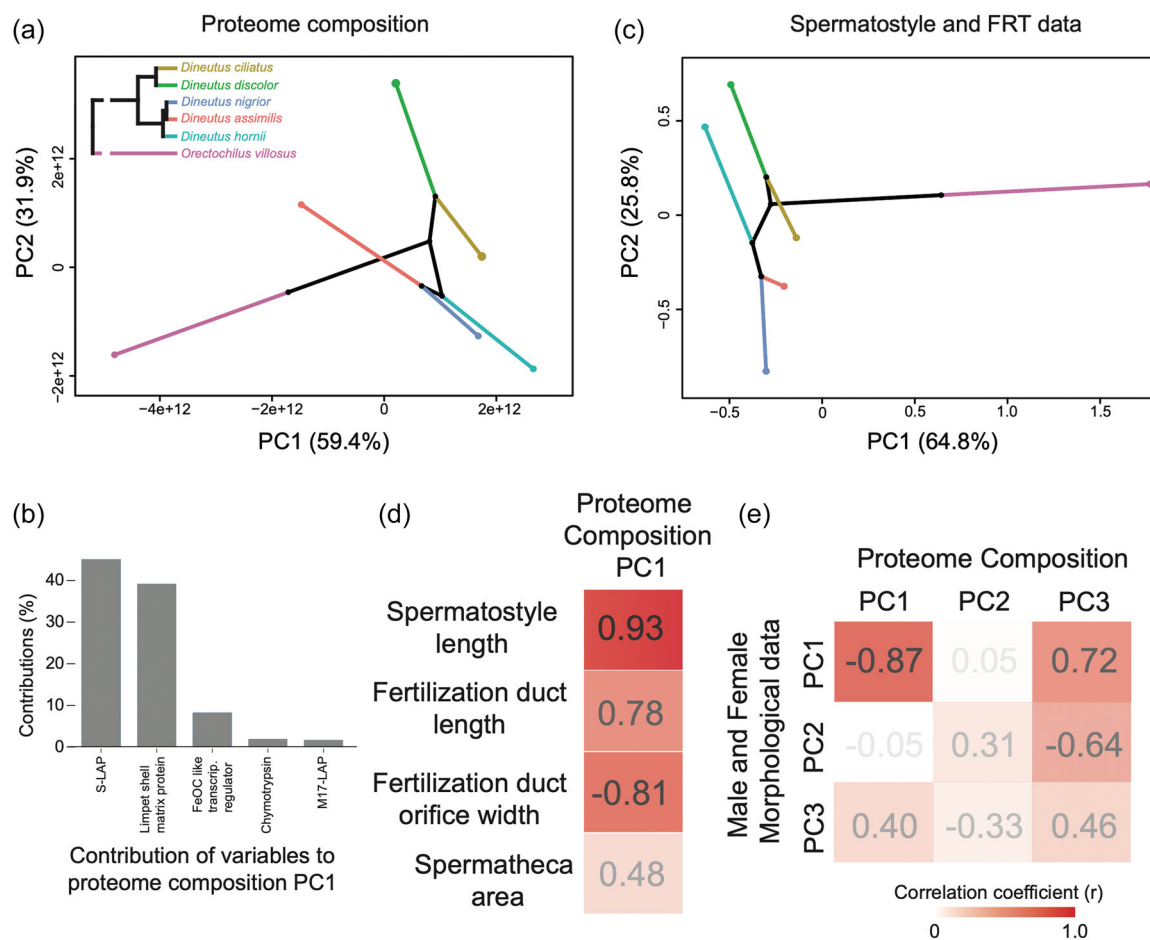 (a)
Proteome composition
Dineutus ciliatus
Dineutus discolor
Dineutus nigrior
Dineutus assimilis
Dineutus hornii
Orectochilus villosus
PC2 (31.9%)
2e+12
0
−2e+12
−4e+12
−2e+12
0
2e+12
PC1 (59.4%)
(c)
Spermatostyle and FRT data
PC2 (25.8%)
0.5
0
−0.5
−0.5
0
0.5
1.0
1.5
PC1 (64.8%)
(b)
Contributions (%)
40
30
20
10
0
S-LAP
Limpet shell
matrix protein
FeOC like
transcrip.
regulator
Chymotrypsin
M17-LAP
Contribution of variables to
proteome composition PC1
(d)
Proteome
Composition
PC1
Spermatostyle
length
0.93
Fertilization duct
length
0.78
Fertilization duct
orifice width
-0.81
Spermatheca
area
0.48
(e)
Proteome Composition
PC1 PC2 PC3
Male and Female
Morphological data
PC1
-0.87 0.05 0.72
PC2
-0.05 0.31 -0.64
PC3
0.40 -0.33 0.46
Correlation coefficient (r)
0 1.0